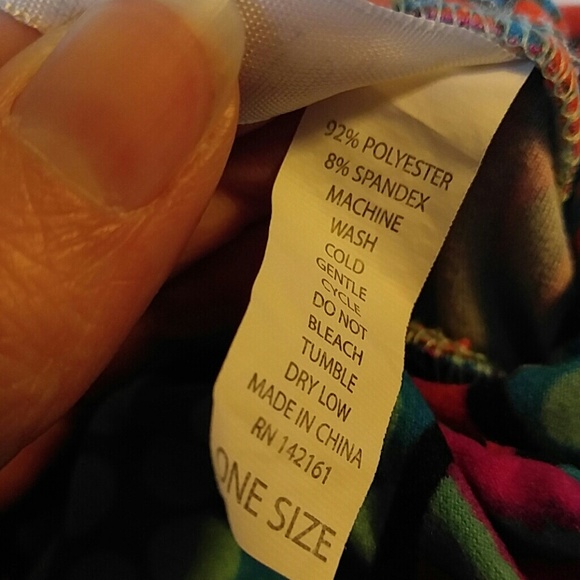 92% POLYESTER
8% SPANDEX
MACHINE
WASH
COLD
GENTLE
CYCLE
DO NOT
BLEACH
TUMBLE
DRY LOW
MADE IN CHINA
RN 142161
ONE SIZE